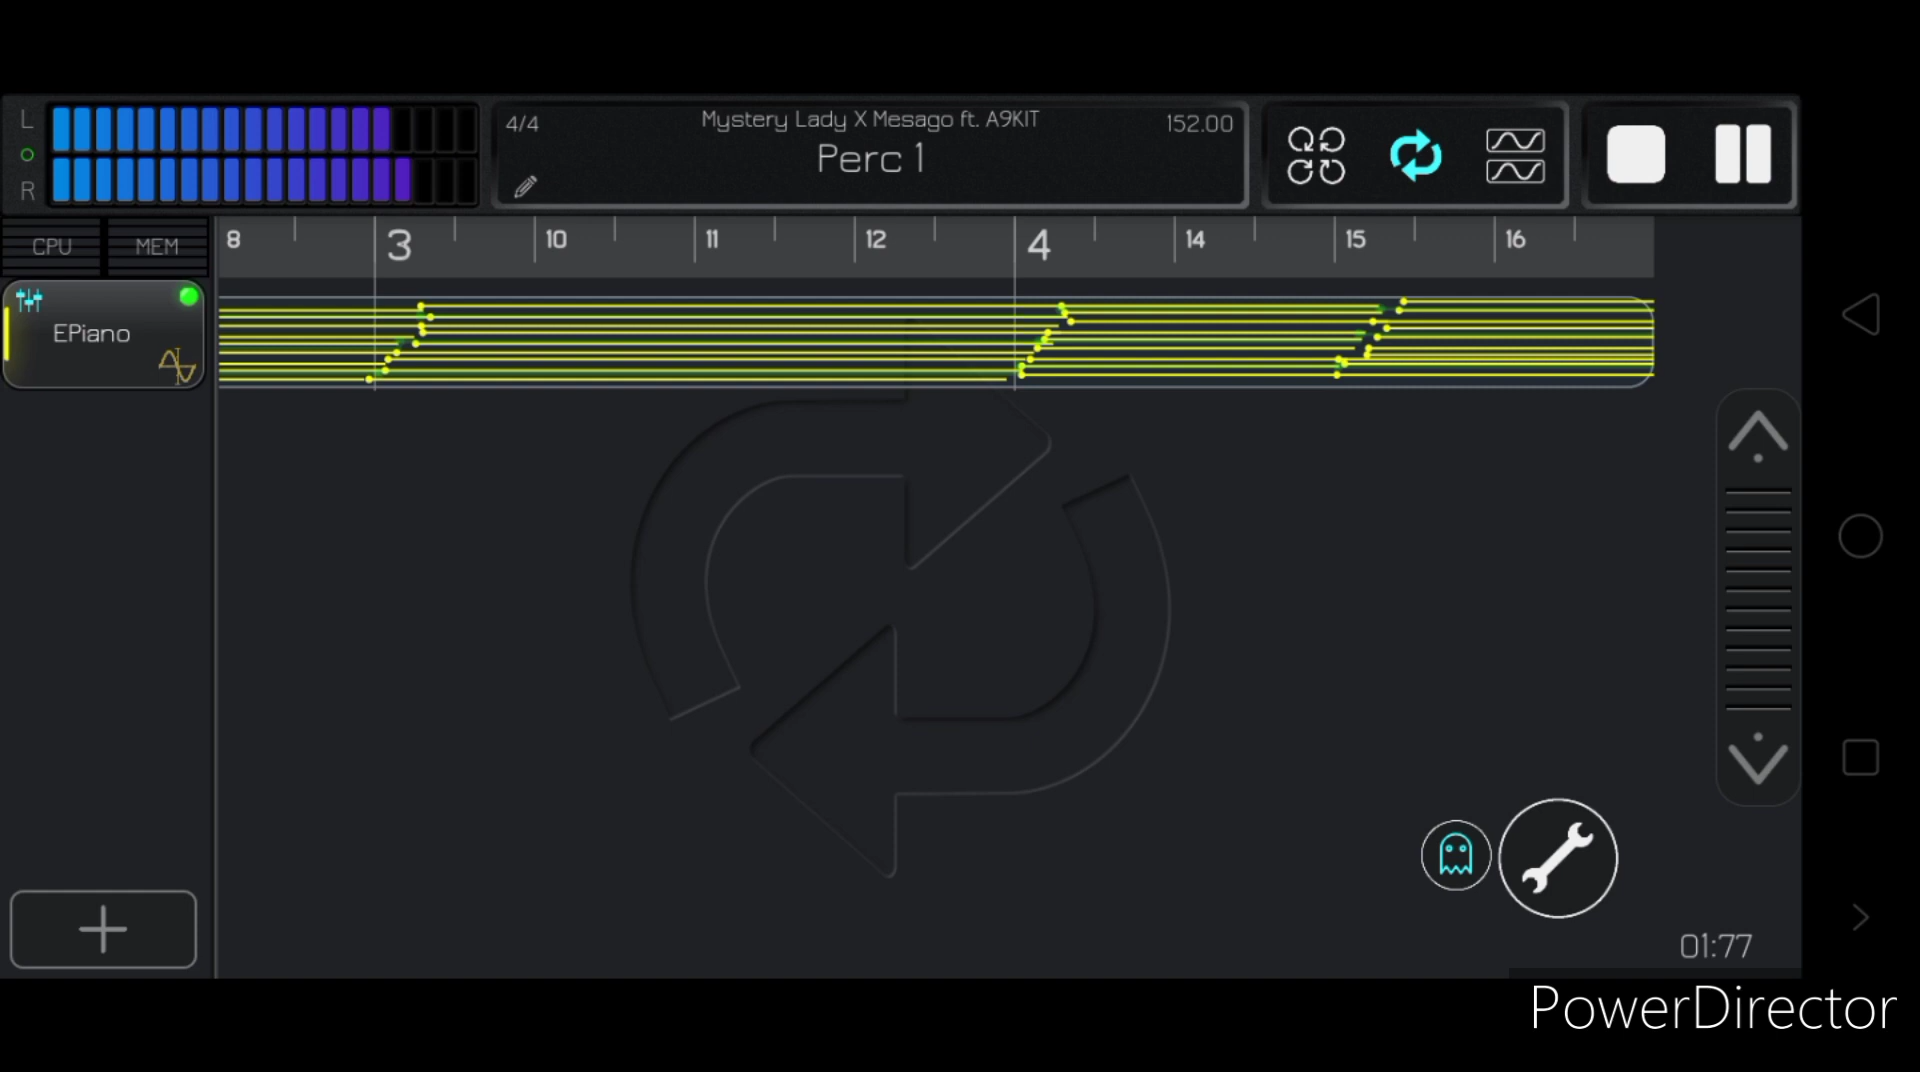 L
R
4/4
Mystery Lady X Mesago ft. A9KIT
152.00
Perc 1
CPU
MEM
8
3
10
11
12
4
14
15
16
EPiano
01:77
PowerDirector